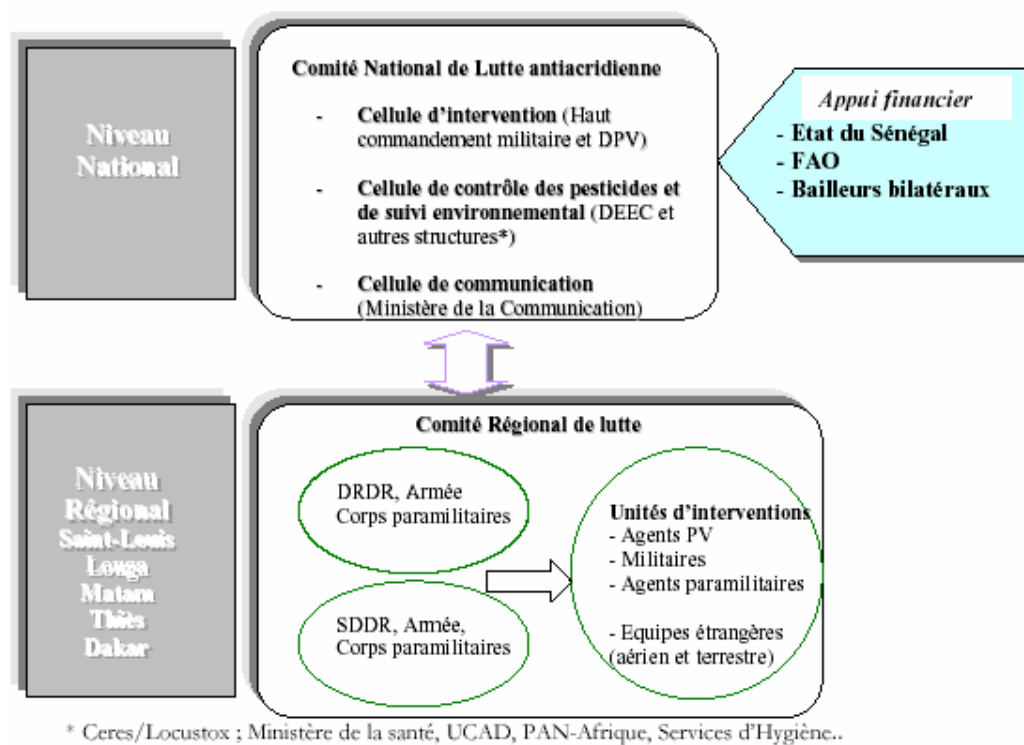 Niveau
National
Comité National de Lutte antiacridienne
- Cellule d'intervention (Haut
commandement militaire et DPV)
- Cellule de contrôle des pesticides et
de suivi environnemental (DEEC et
autres structures*)
- Cellule de communication
(Ministère de la Communication)
Appui financier
- Etat du Sénégal
- FAO
- Bailleurs bilatéraux
Niveau
Régional
Saint-Louis
Louga
Matam
Thiès
Dakar
Comité Régional de lutte
DRDR, Armée
Corps paramilitaires
SDDR, Armée,
Corps paramilitaires
Unités d'interventions
- Agents PV
- Militaires
- Agents paramilitaires
- Equipes étrangères
(aérien et terrestre)
* Ceres/Locustox ; Ministère de la santé, UCAD, PAN-Afrique, Services d'Hygiène..